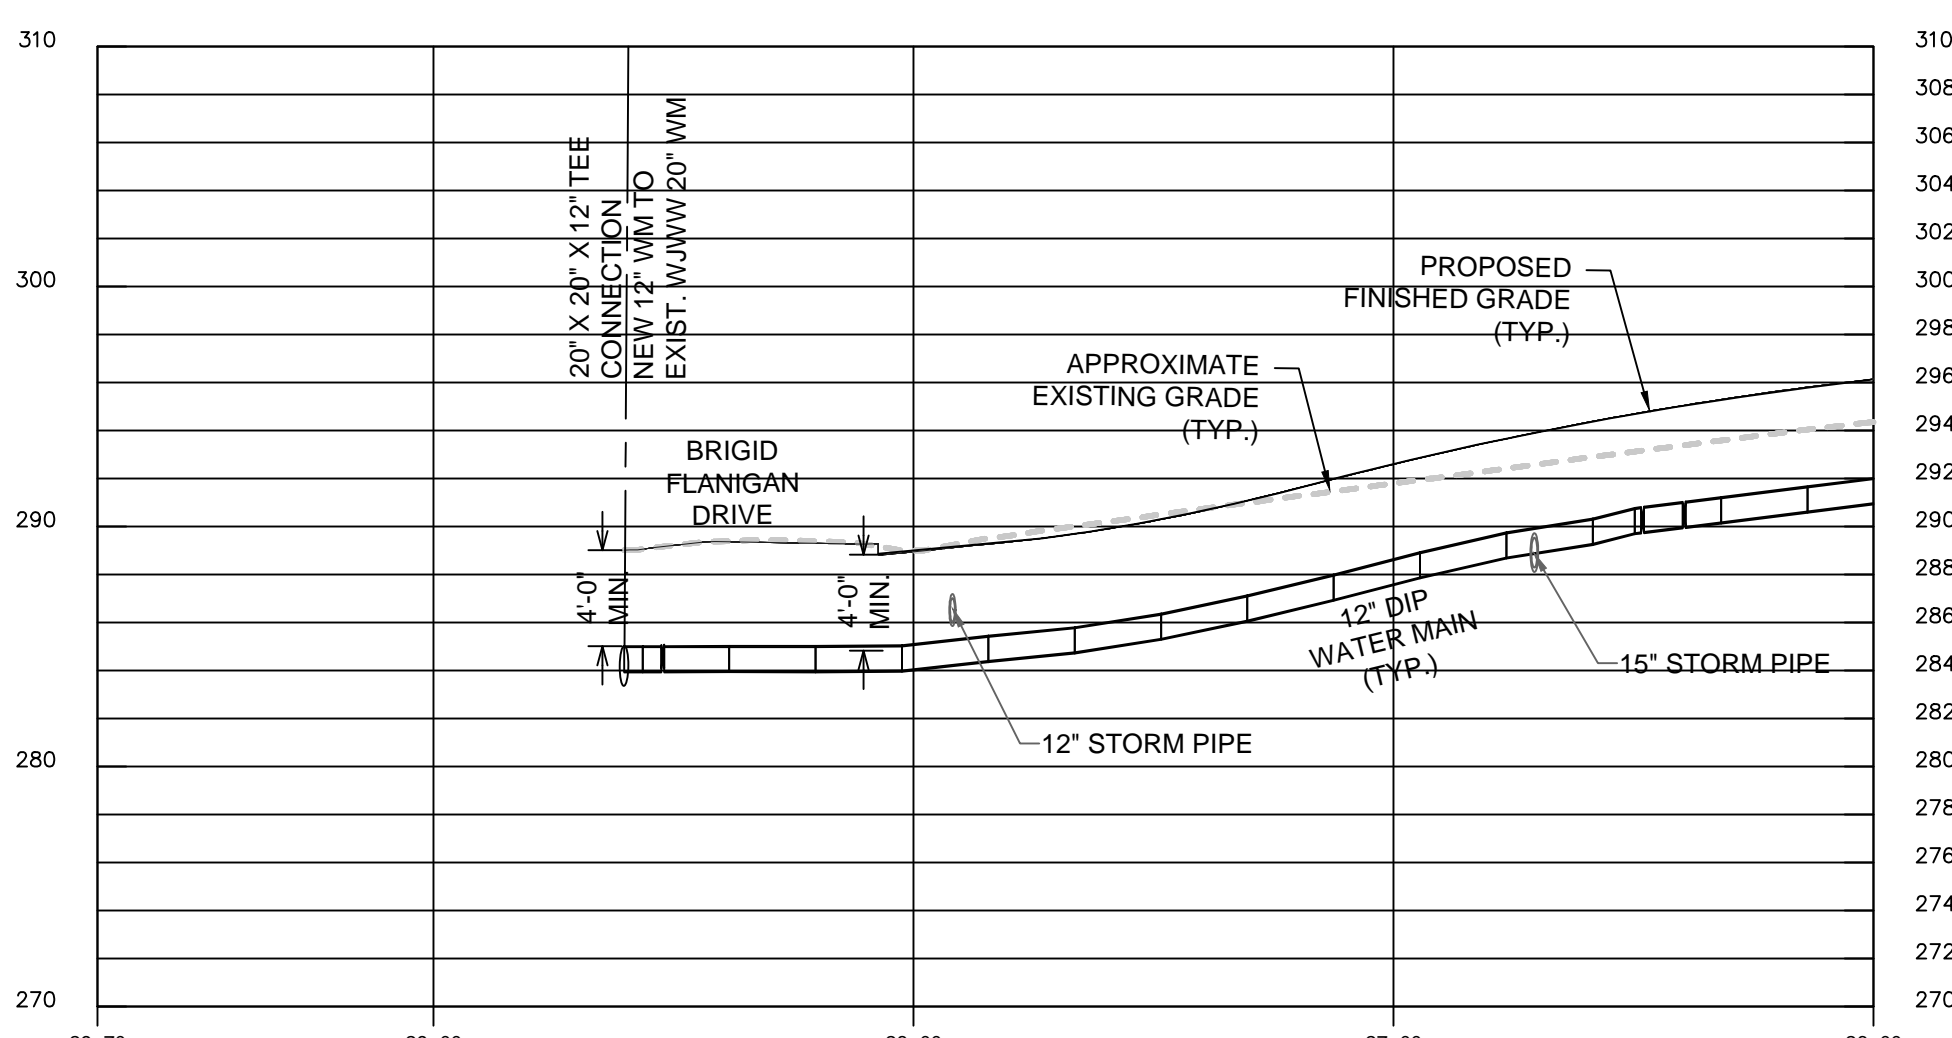 310
300
290
280
270
20" X 20" X 12" TEE
CONNECTION
NEW 12" WM TO
EXIST. WJWW 20" WM
BRIGID
FLANIGAN
DRIVE
4'-0"
MIN.
4'-0"
MIN.
APPROXIMATE
EXISTING GRADE
(TYP.)
PROPOSED
FINISHED GRADE
(TYP.)
12" DIP
WATER MAIN
(TYP.)
12" STORM PIPE
15" STORM PIPE
310
308
306
304
302
300
298
296
294
292
290
288
286
284
282
280
278
276
274
272
270